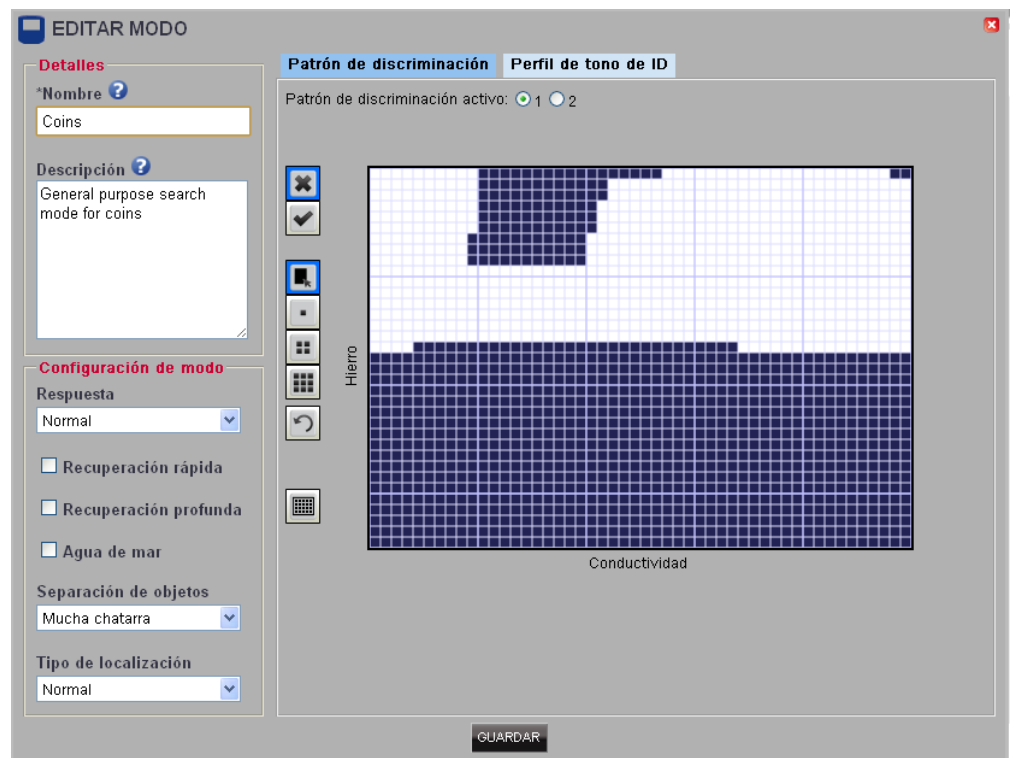 EDITAR MODO
Detalles
*Nombre
Coins
Descripción
General purpose search
mode for coins
Configuración de modo
Respuesta
Normal
Recuperación rápida
Recuperación profunda
Agua de mar
Separación de objetos
Mucha chatarra
Tipo de localización
Normal
Patrón de discriminación
Perfil de tono de ID
Patrón de discriminación activo: 1 2
Hierro
Conductividad
GUARDAR